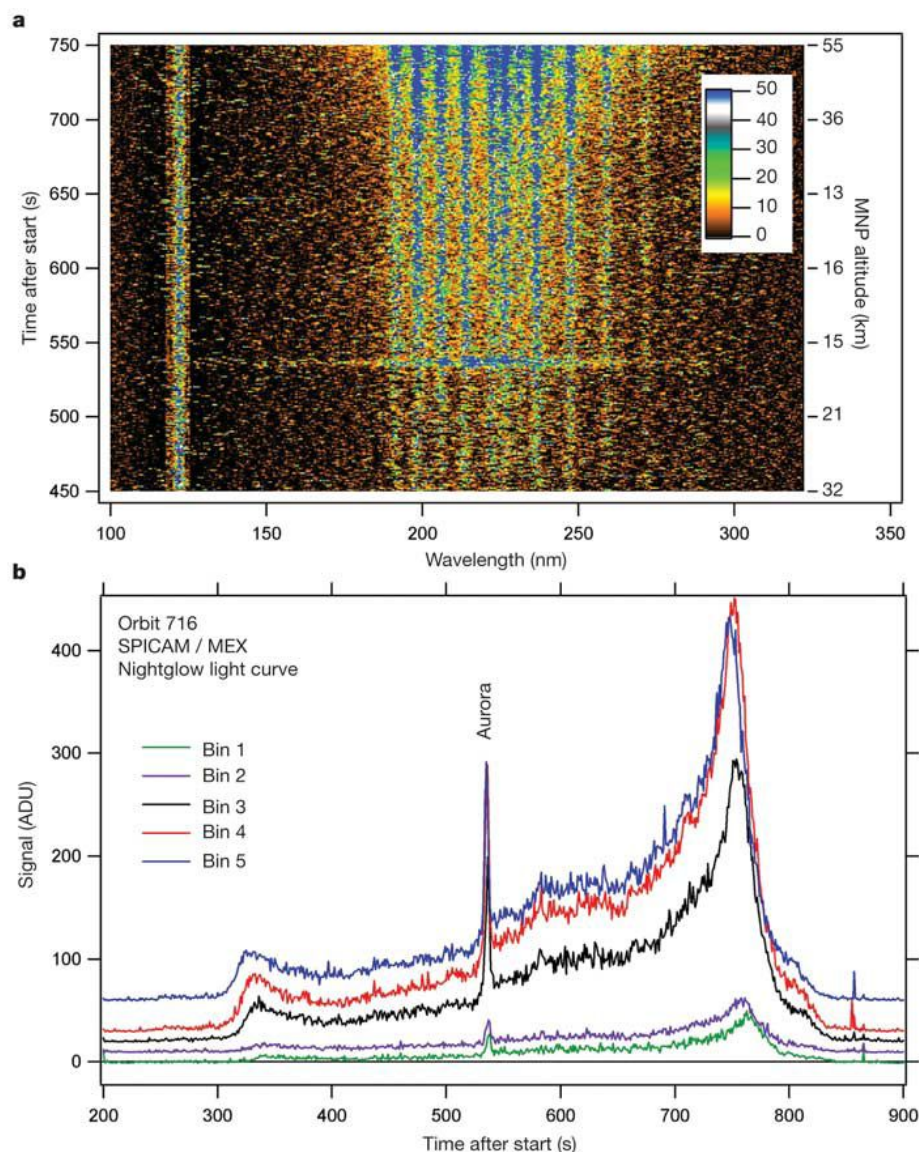 a
750
700
650
600
550
500
450
Time after start (s)
50
40
30
20
10
0
55
36
13
16
15
21
32
MNP altitude (km)
100
150
200
250
300
350
Wavelength (nm)
b
Orbit 716
SPICAM / MEX
Nightglow light curve
Bin 1
Bin 2
Bin 3
Bin 4
Bin 5
Aurora
400
300
200
100
0
Signal (ADU)
200
300
400
500
600
700
800
900
Time after start (s)